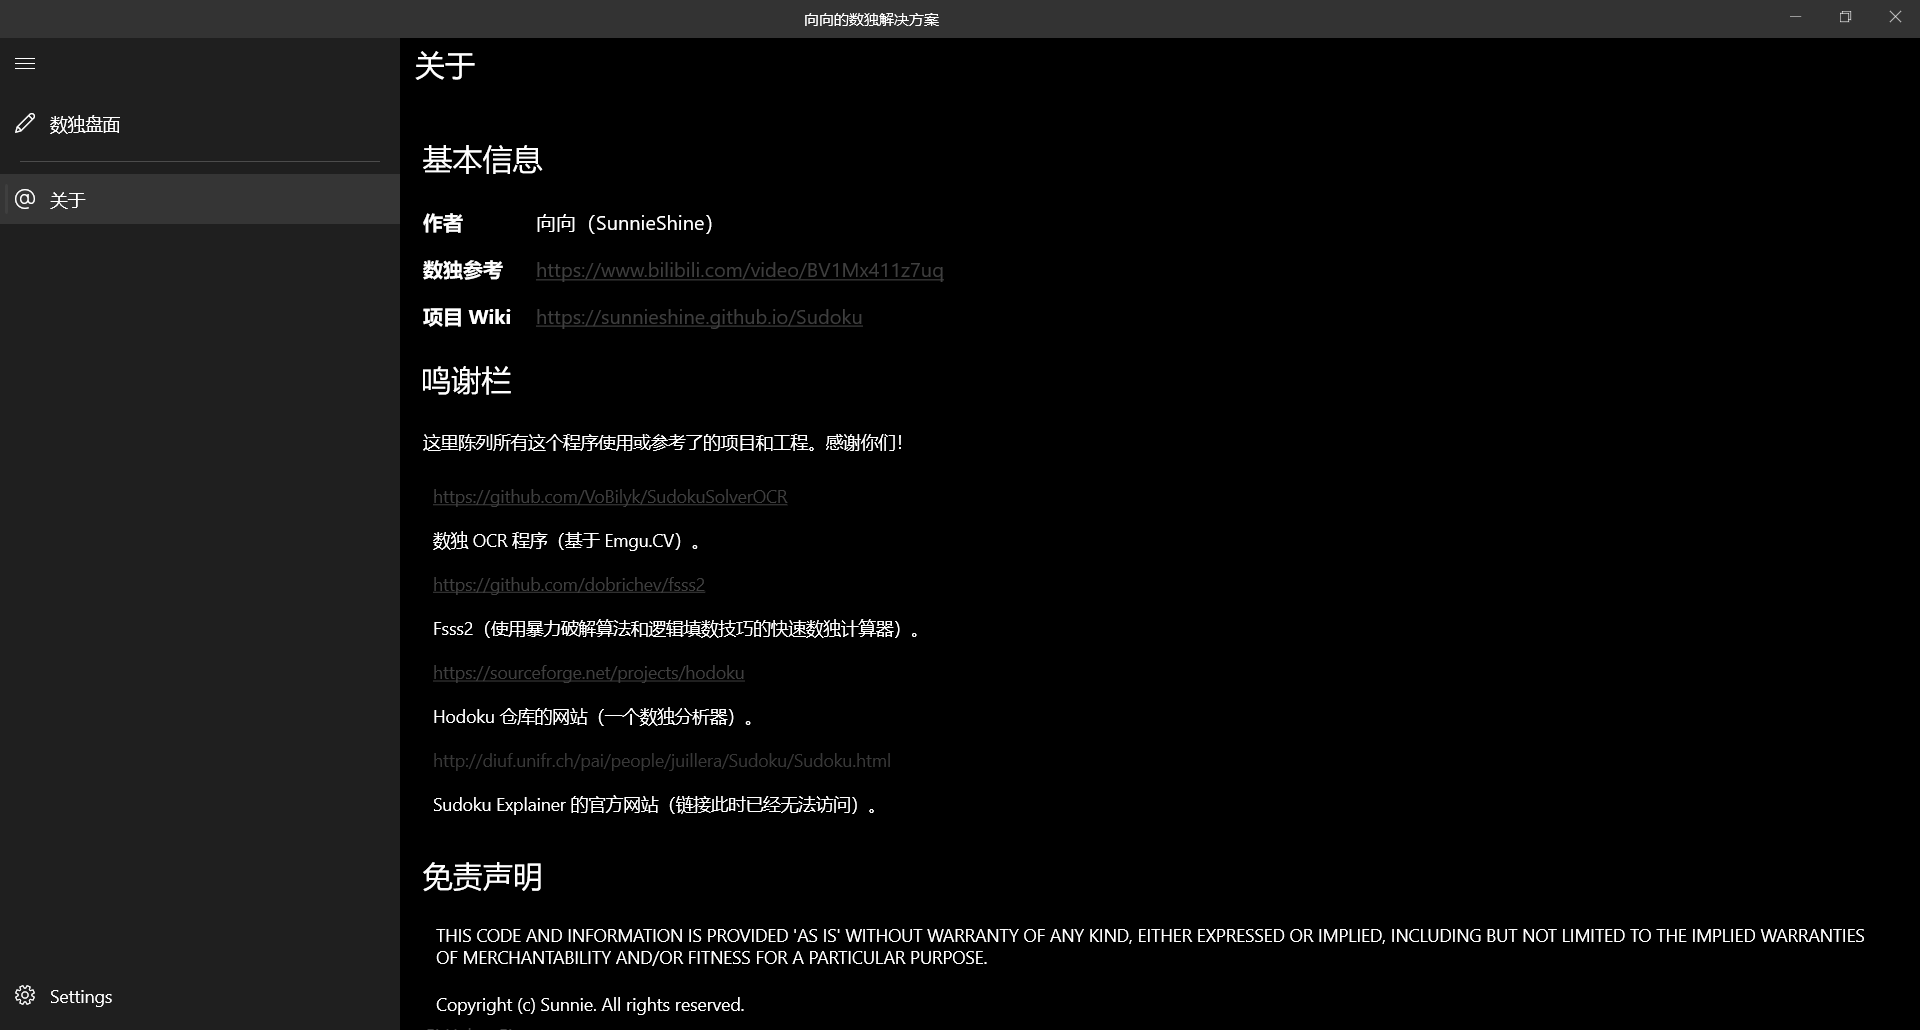 向向的数独解决方案
数独盘面
关于
Settings
关于
基本信息
作者 向向（SunnieShine）
数独参考 https://www.bilibili.com/video/BV1Mx411z7uq
项目 Wiki https://sunnieshine.github.io/Sudoku
鸣谢栏
这里陈列所有这个程序使用或参考了的项目和工程。感谢你们！
https://github.com/VoBilyk/SudokuSolverOCR
数独 OCR 程序（基于 Emgu.CV）。
https://github.com/dobrichev/fsss2
Fsss2（使用暴力破解算法和逻辑填数技巧的快速数独计算器）。
https://sourceforge.net/projects/hodoku
Hodoku 仓库的网站（一个数独分析器）。
http://diuf.unifr.ch/pai/people/juillera/Sudoku/Sudoku.html
Sudoku Explainer 的官方网站（链接此时已经无法访问）。
免责声明
THIS CODE AND INFORMATION IS PROVIDED 'AS IS' WITHOUT WARRANTY OF ANY KIND, EITHER EXPRESSED OR IMPLIED, INCLUDING BUT NOT LIMITED TO THE IMPLIED WARRANTIES
OF MERCHANTABILITY AND/OR FITNESS FOR A PARTICULAR PURPOSE.
Copyright (c) Sunnie. All rights reserved.